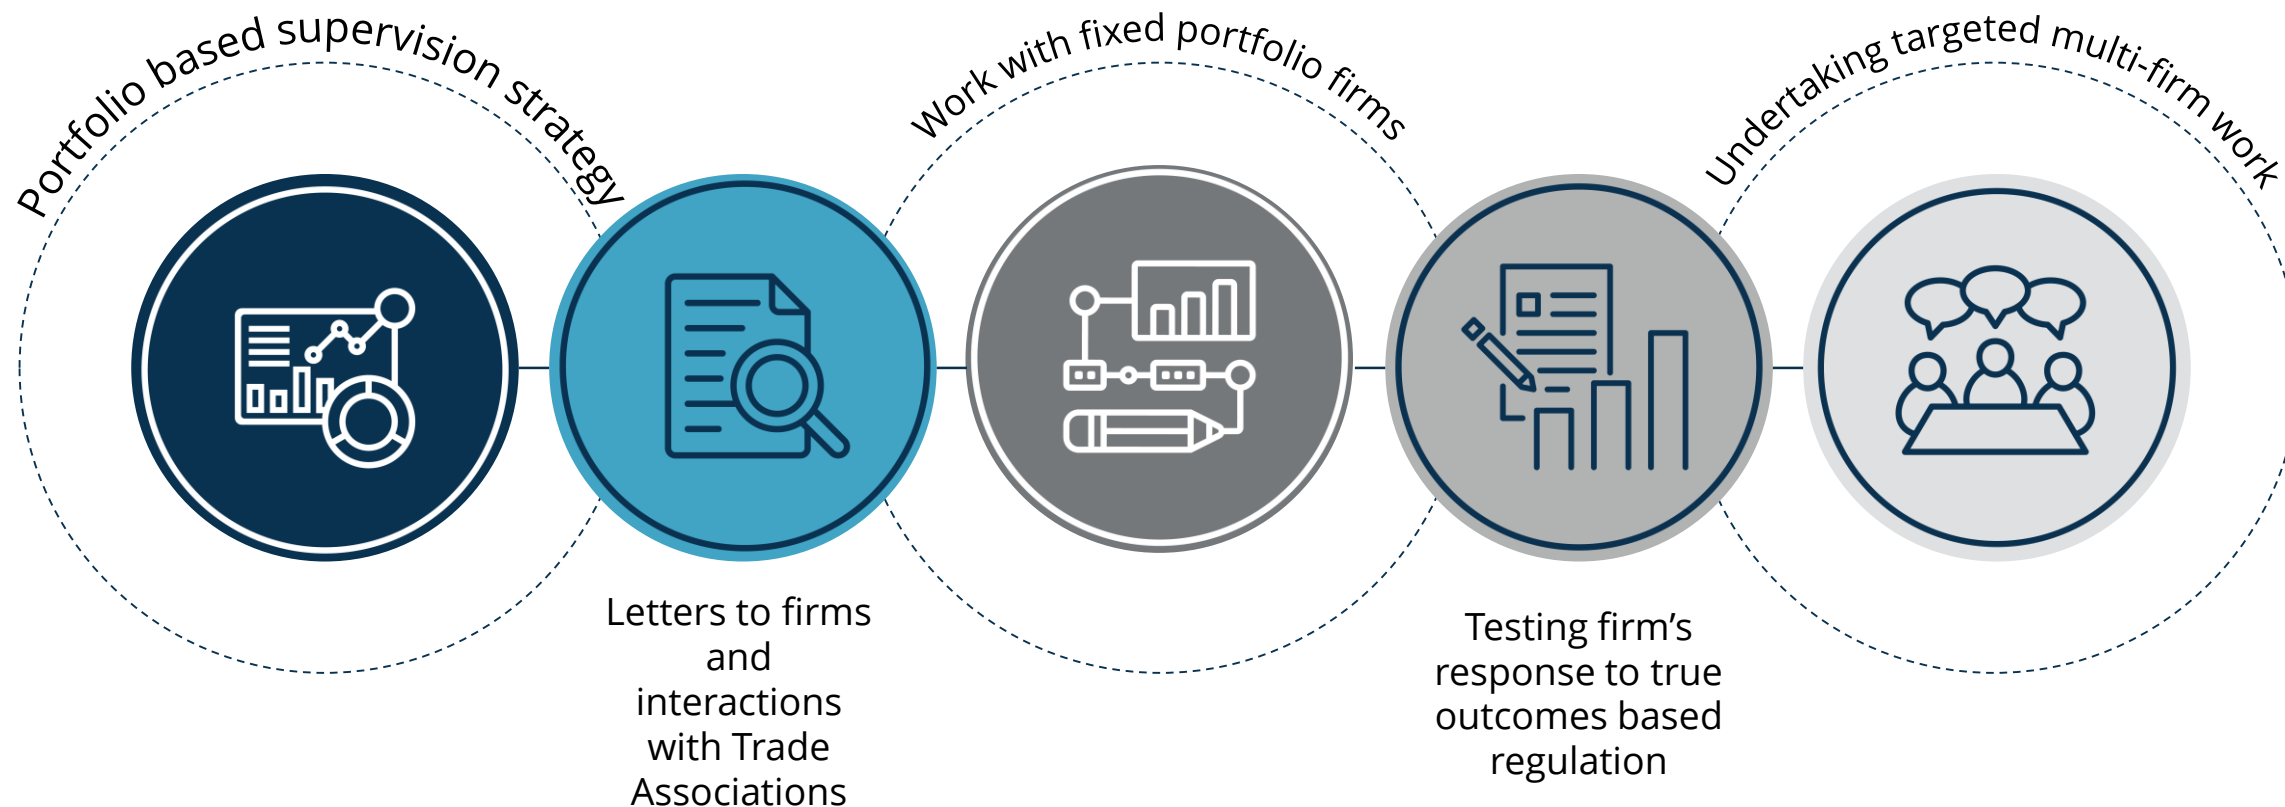 Portfolio based supervision strategy
Letters to firms
and
interactions
with Trade
Associations
Work with fixed portfolio firms
Testing firm’s
response to true
outcomes based
regulation
Undertaking targeted multi-firm work